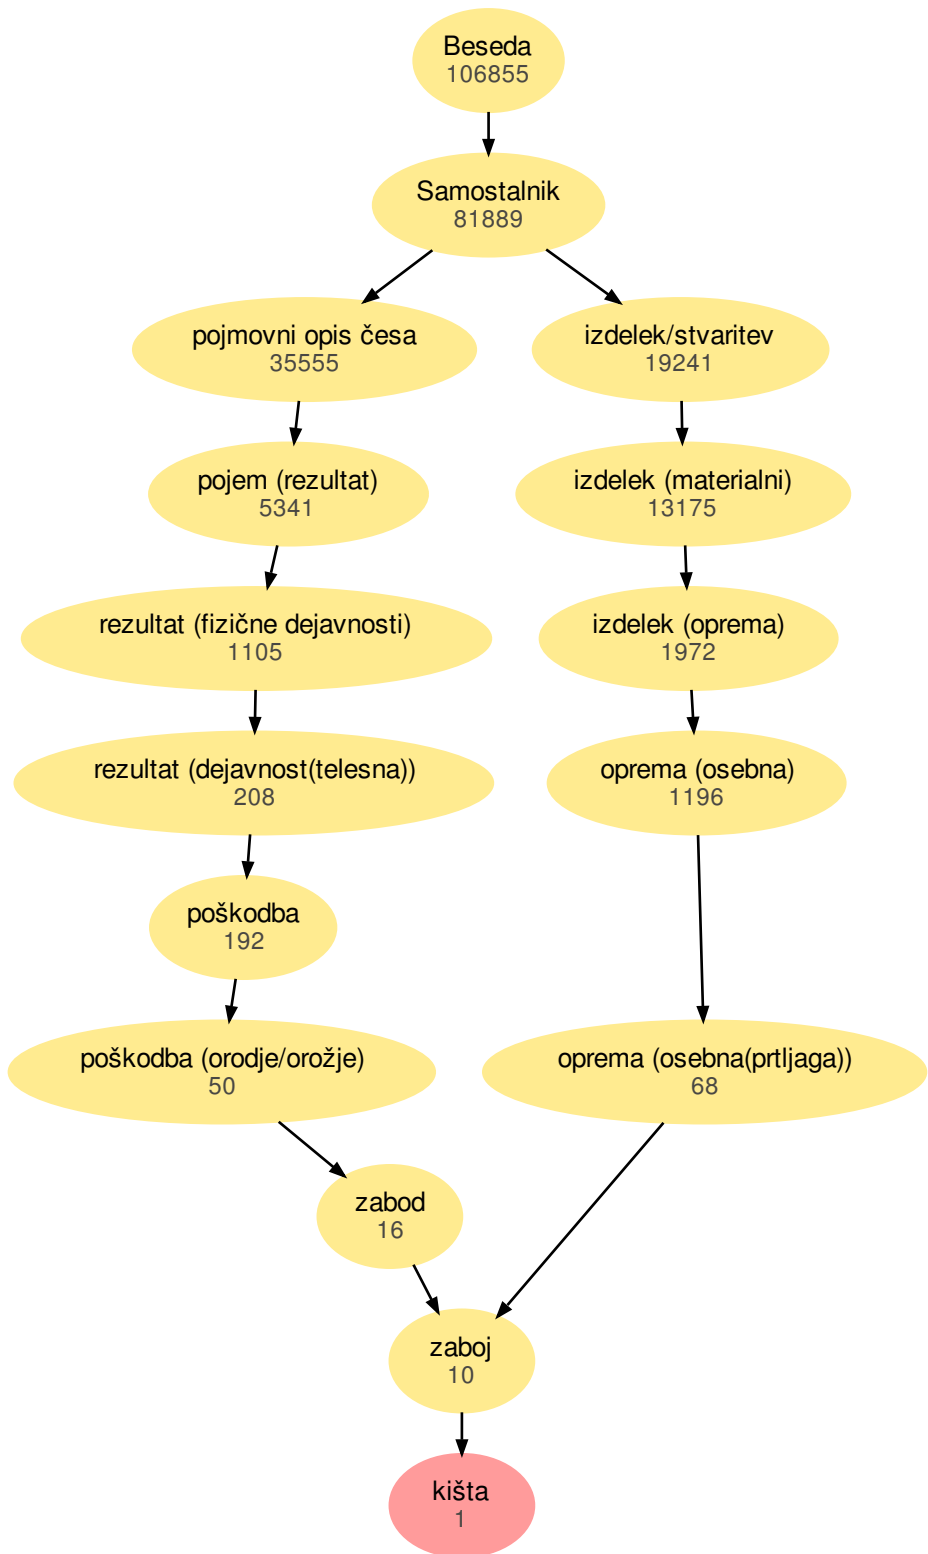 Beseda
106855
Samostalnik
81889
pojmovni opis česa
35555
izdelek/stvaritev
19241
pojem (rezultat)
5341
izdelek (materialni)
13175
rezultat (fizične dejavnosti)
1105
izdelek (oprema)
1972
rezultat (dejavnost(telesna))
208
oprema (osebna)
1196
poškodba
192
poškodba (orodje/orožje)
50
oprema (osebna(prtljaga))
68
zabod
16
zaboj
10
kišta
1